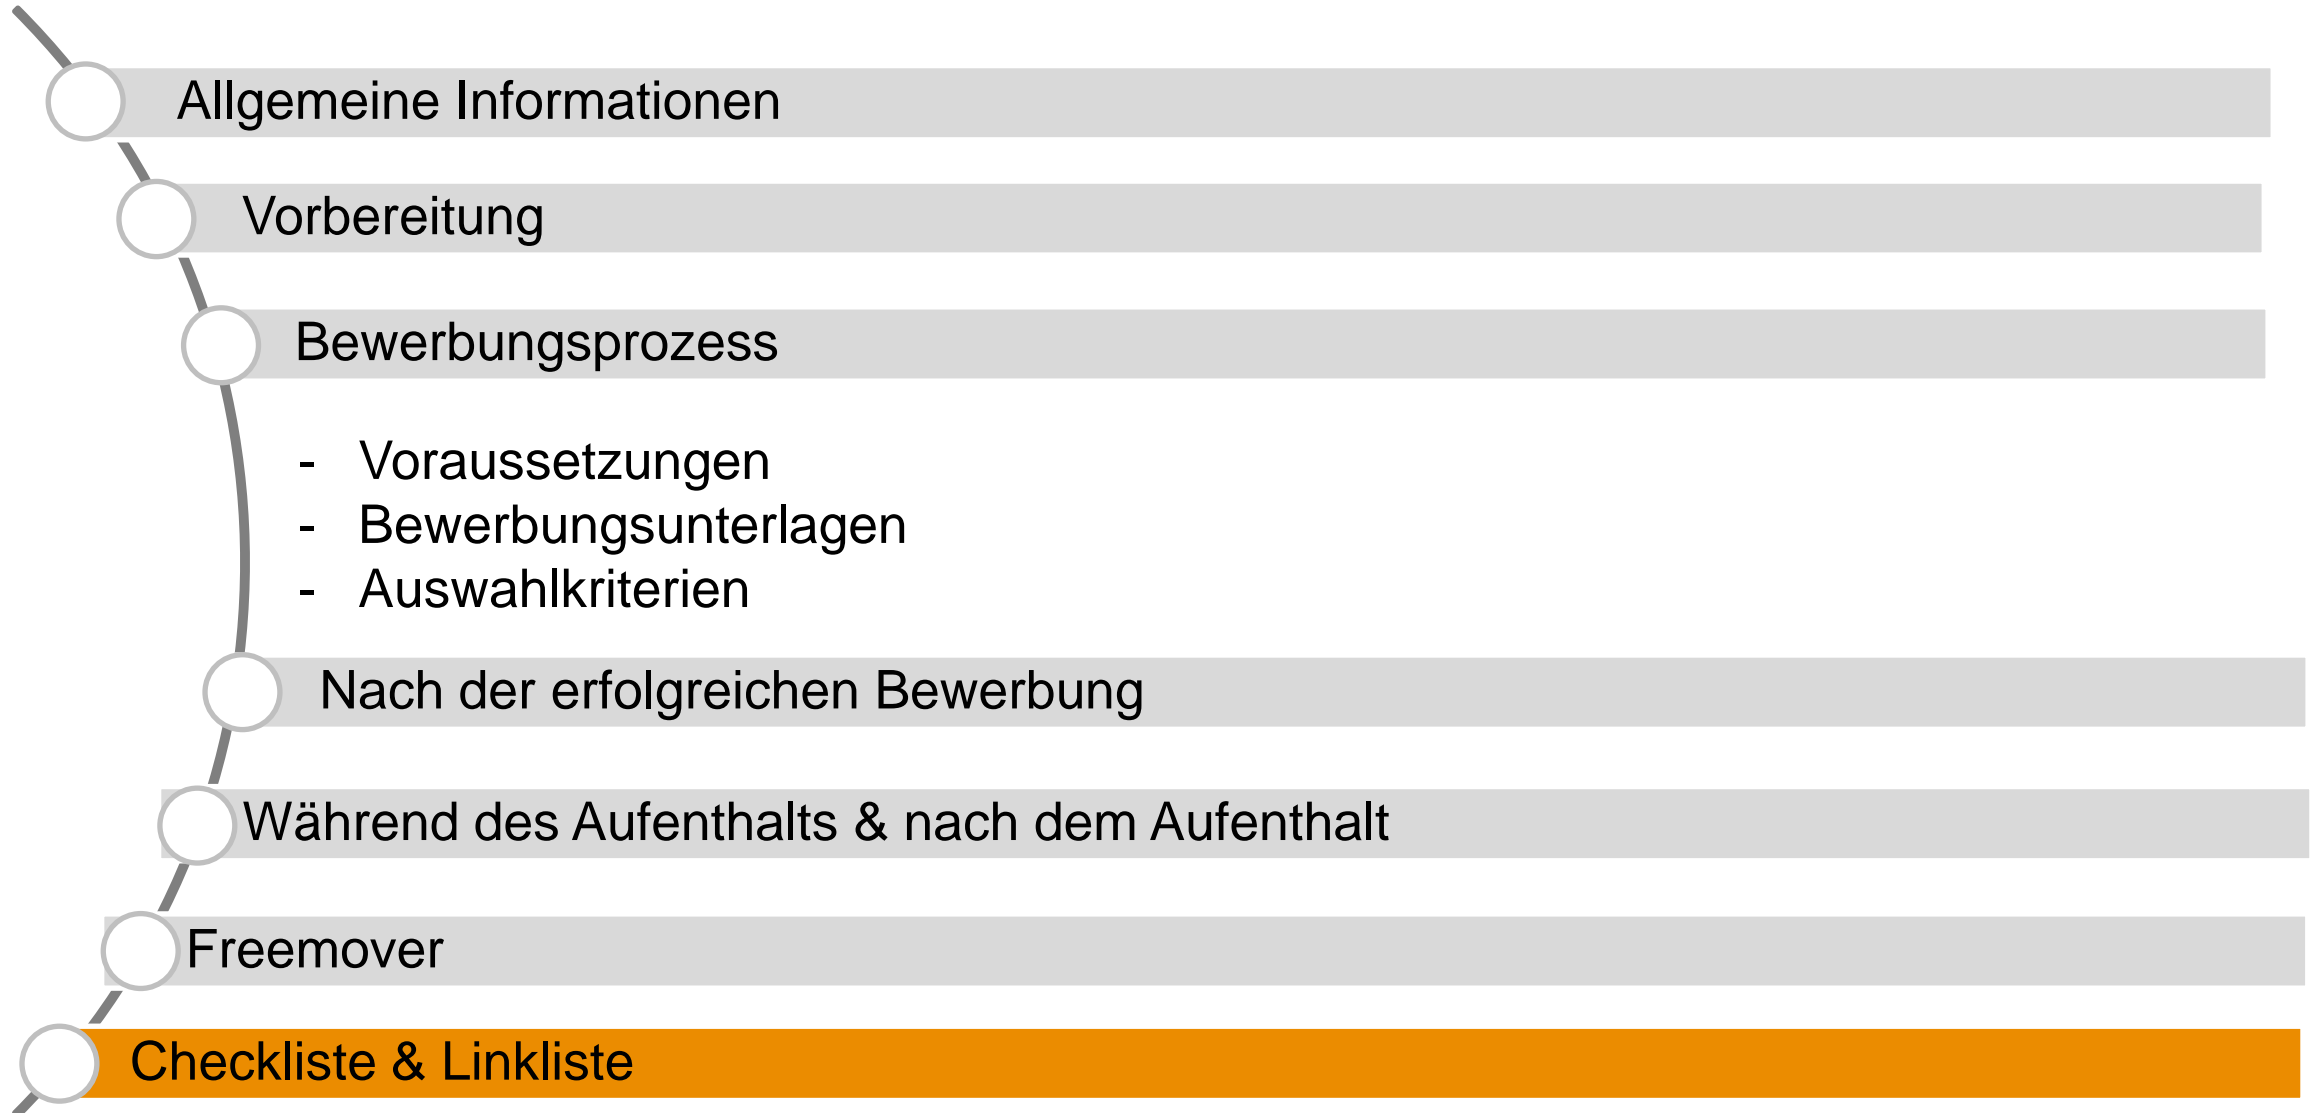 Allgemeine Informationen
Vorbereitung
Bewerbungsprozess
- Voraussetzungen
- Bewerbungsunterlagen
- Auswahlkriterien
Nach der erfolgreichen Bewerbung
Während des Aufenthalts & nach dem Aufenthalt
Freemover
Checkliste & Linkliste